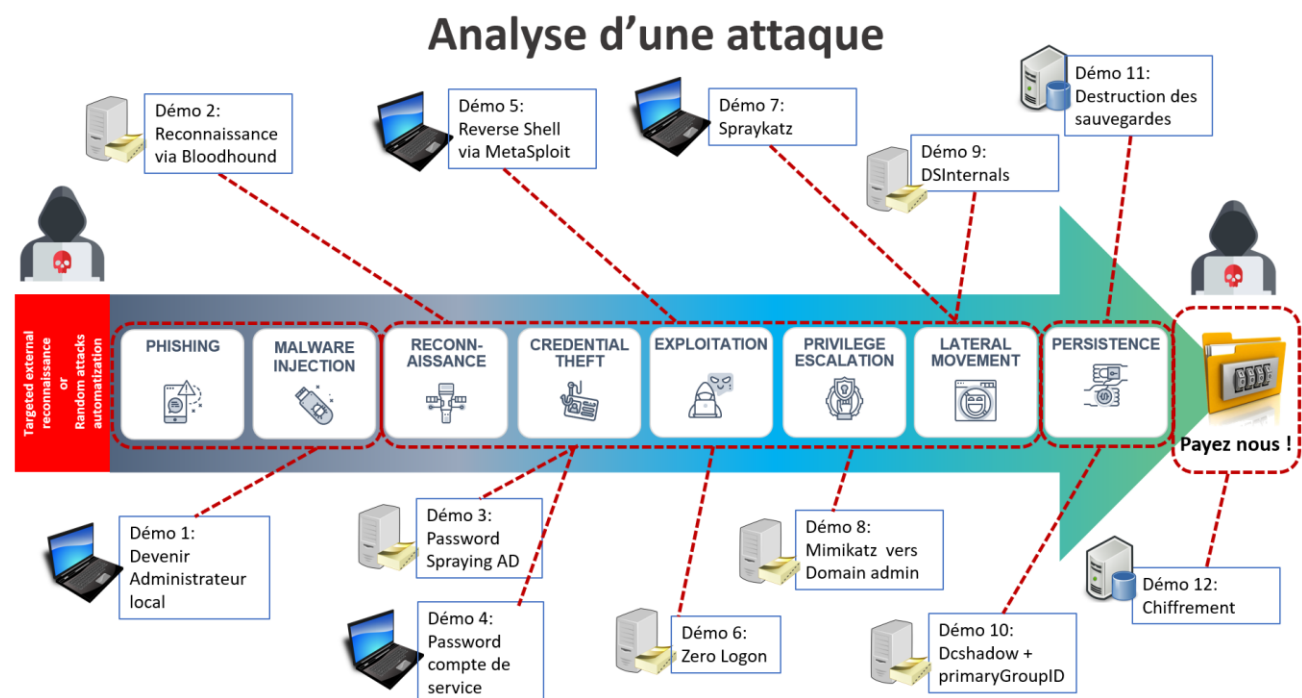 Analyse d'une attaque
Démo 2:
Reconnaissance
via Bloodhound
Démo 5:
Reverse Shell
via MetaSploit
Démo 7:
Spraykatz
Démo 9:
DSInternals
Démo 11:
Destruction des
sauvegardes
Targeted external
reconnaissance
or
Random attacks
automatization
PHISHING
MALWARE
INJECTION
RECONN-
AISSANCE
CREDENTIAL
THEFT
EXPLOITATION
PRIVILEGE
ESCALATION
LATERAL
MOVEMENT
PERSISTENCE
Payez nous !
Démo 1:
Devenir
Administrateur
local
Démo 3:
Password
Spraying AD
Démo 4:
Password
compte de
service
Démo 6:
Zero Logon
Démo 8:
Mimikatz vers
Domain admin
Démo 10:
Dcshadow +
primaryGroupID
Démo 12:
Chiffrement